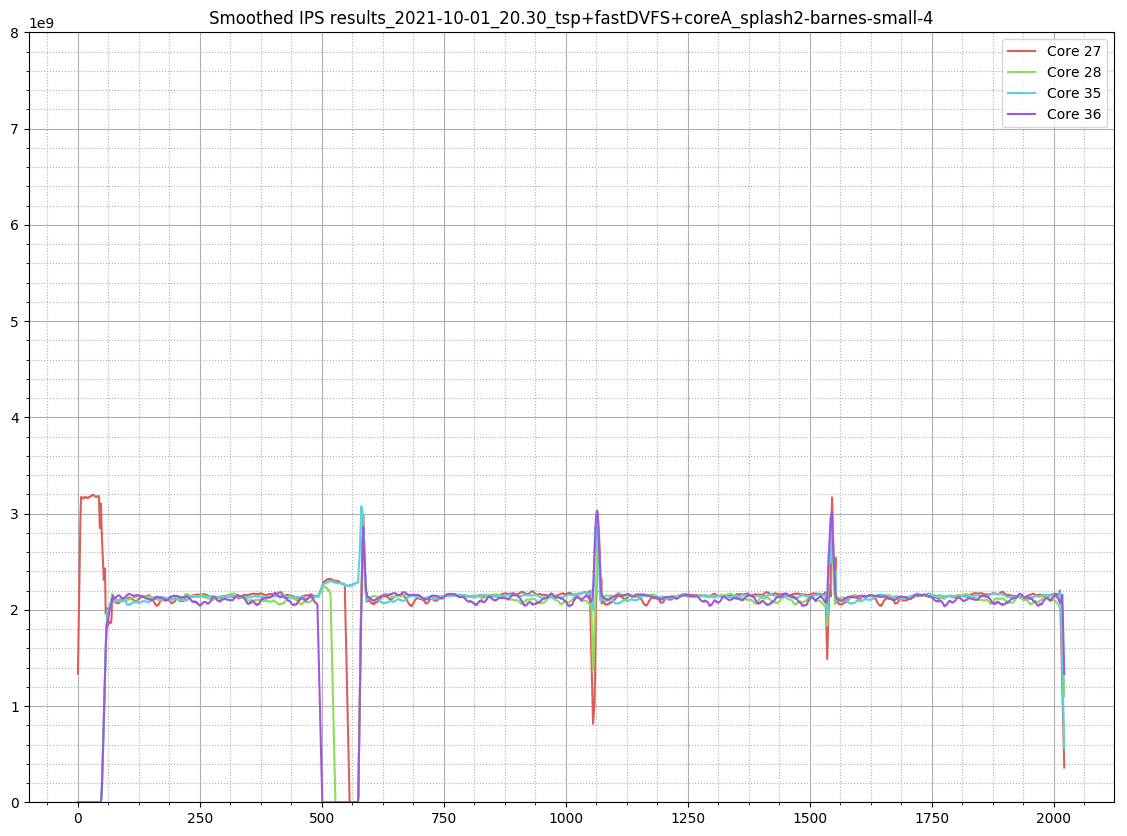 Smoothed IPS results_2021-10-01_20.30_tsp+fastDVFS+coreA_splash2-barnes-small-4
1e9
8
7
6
5
4
3
2
1
0
Core 27
Core 28
Core 35
Core 36
0 250 500 750 1000 1250 1500 1750 2000